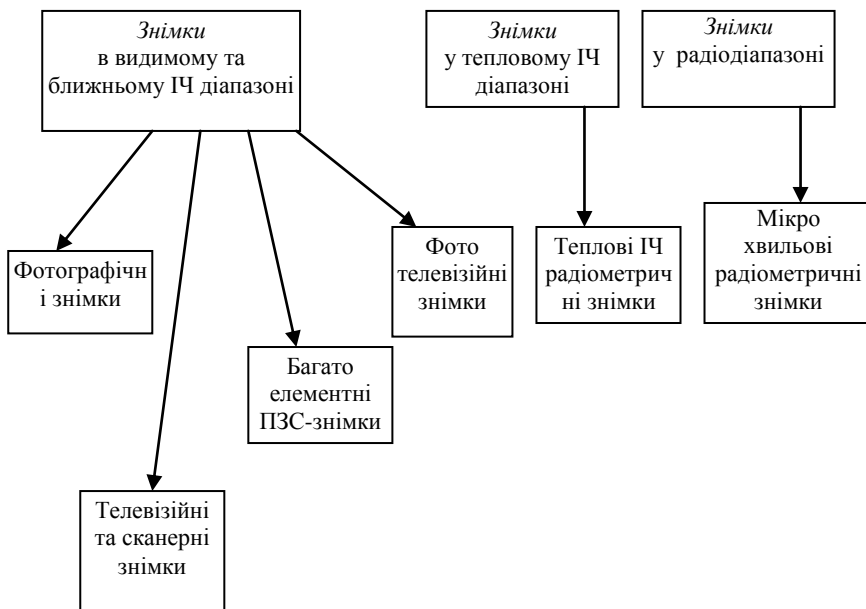 Знімки
в видимому та
ближньому ІЧ діапазоні
Знімки
у тепловому ІЧ
діапазоні
Знімки
у радіодіапазоні
Фотографічн
і знімки
Фото
телевізійні
знімки
Теплові ІЧ
радіометрич
ні знімки
Мікро
хвильові
радіометричні
знімки
Багато
елементні
ПЗС-знімки
Телевізійні
та сканерні
знімки